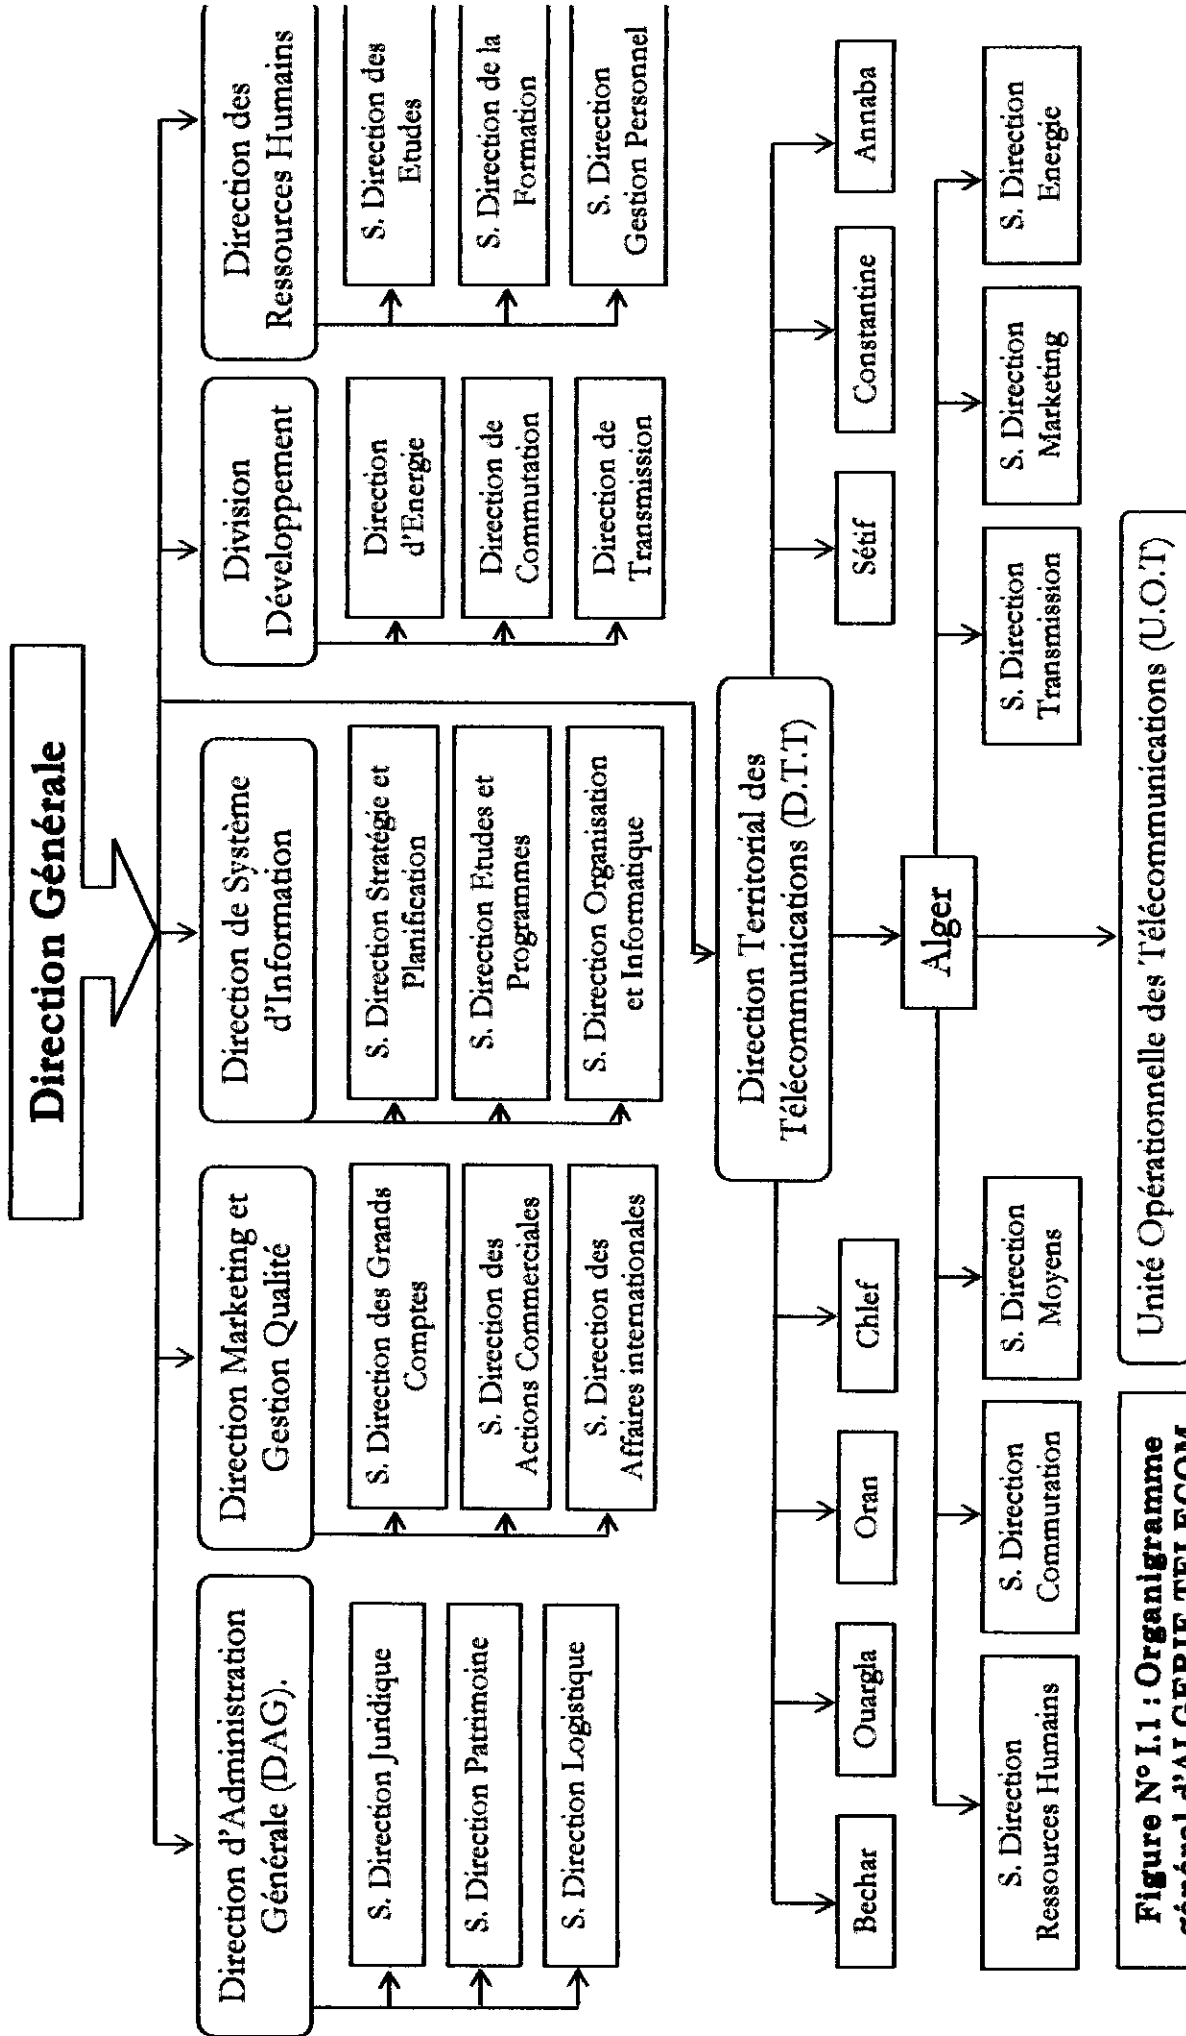 Direction Générale
Direction d'Administration
Générale (DAG).
S. Direction Juridique
S. Direction Patrimoine
S. Direction Logistique
Direction Marketing et
Gestion Qualité
S. Direction des Grands
Comptes
S. Direction des
Actions Commerciales
S. Direction des
Affaires internationales
Direction de Système
d'Information
S. Direction Stratégie et
Planification
S. Direction Etudes et
Programmes
S. Direction Organisation
et Informatique
Division
Développement
Direction
d'Energie
Direction de
Commutation
Direction de
Transmission
Direction des
Ressources Humains
S. Direction des
Etudes
S. Direction de la
Formation
S. Direction
Gestion Personnel
Direction Territorial des
Télécommunications (D.T.T)
Bechar
Ouargla
Oran
Chlef
Sétif
Constantine
Annaba
Alger
S. Direction
Ressources Humains
S. Direction
Commutation
S. Direction
Moyens
S. Direction
Transmission
S. Direction
Marketing
S. Direction
Energie
Unité Opérationnelle des Télécommunications (U.O.T)
Figure N° I.1 : Organigramme
général d'ALGERIE TELECOM